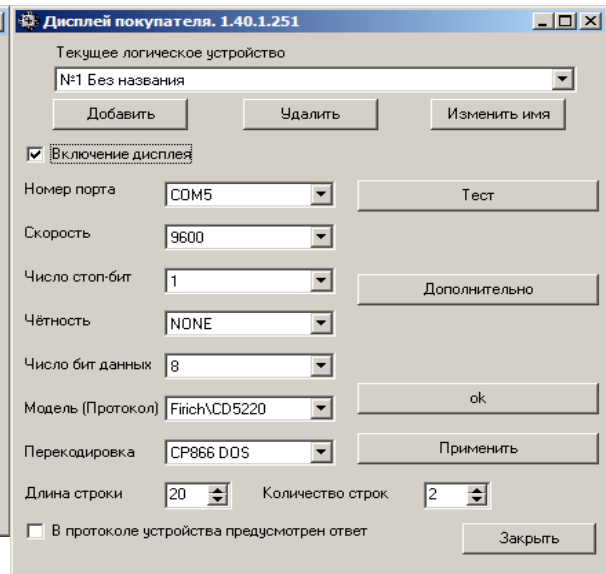 Дисплей покупателя. 1.40.1.251
Текущее логическое устройство
№1 Без названия
Добавить Удалить Изменить имя
Включение дисплея
Номер порта COM5 Тест
Скорость 9600
Число стоп-бит 1 Дополнительно
Чётность NONE
Число бит данных 8
Модель (Протокол) Firich\CD5220 ok
Перекодировка CP866 DOS Применить
Длина строки 20 Количество строк 2
В протоколе устройства предусмотрен ответ
Закрыть